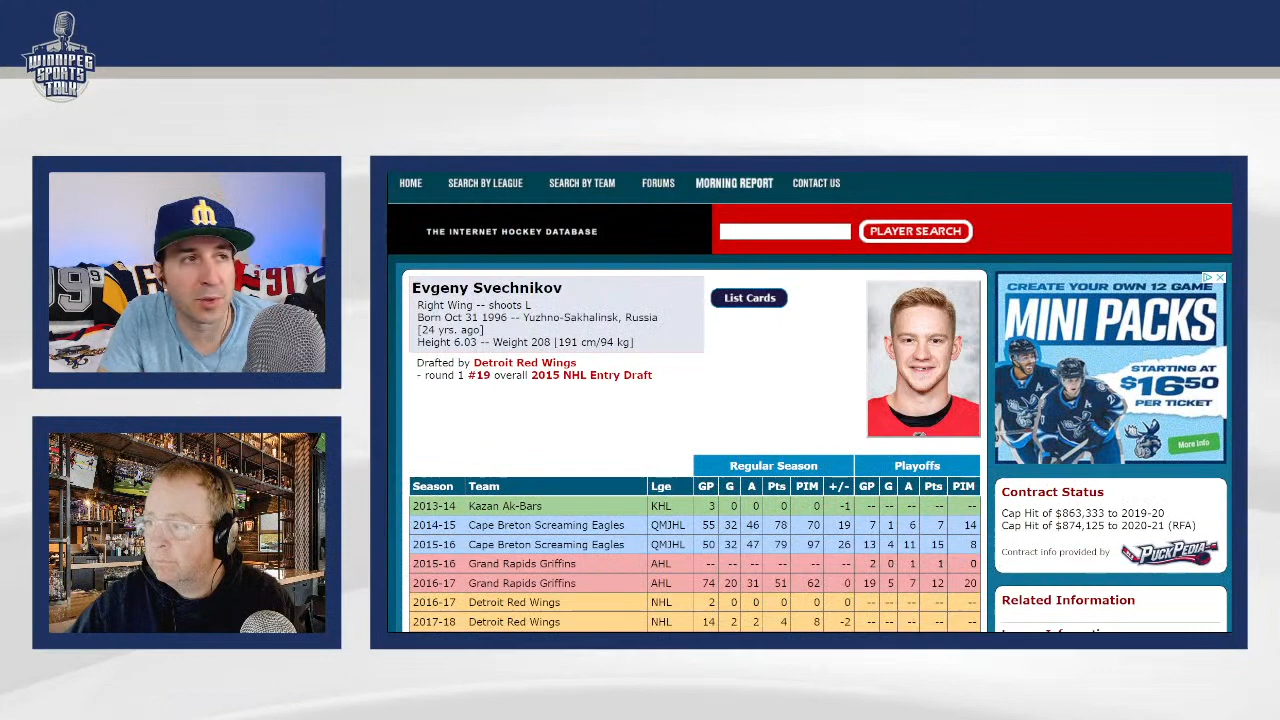 WINNIPEG
SPORTS
TALK
HOME SEARCH BY LEAGUE SEARCH BY TEAM FORUMS MORNING REPORT CONTACT US
THE INTERNET HOCKEY DATABASE
PLAYER SEARCH
Evgeny Svechnikov
Right Wing -- shoots L
Born Oct 31 1996 -- Yuzhno-Sakhalinsk, Russia
[24 yrs. ago]
Height 6.03 -- Weight 208 [191 cm/94 kg]
Drafted by Detroit Red Wings
- round 1 #19 overall 2015 NHL Entry Draft
List Cards
Regular Season Playoffs
Season Team Lge GP G A Pts PIM +/- GP G A Pts PIM
2013-14 Kazan Ak-Bars KHL 3 0 0 0 0 -1 -- -- -- -- --
2014-15 Cape Breton Screaming Eagles QMJHL 55 32 46 78 70 19 7 1 6 7 14
2015-16 Cape Breton Screaming Eagles QMJHL 50 32 47 79 97 26 13 4 11 15 8
2015-16 Grand Rapids Griffins AHL -- -- -- -- -- -- 2 0 1 1 0
2016-17 Grand Rapids Griffins AHL 74 20 31 51 62 0 19 5 7 12 20
2016-17 Detroit Red Wings NHL 2 0 0 0 0 0 -- -- -- -- --
2017-18 Detroit Red Wings NHL 14 2 2 4 8 -2 -- -- -- -- --
CREATE YOUR OWN 12 GAME
MINI PACKS
STARTING AT
$16.50
PER TICKET
More Info
Contract Status
Cap Hit of $863,333 to 2019-20
Cap Hit of $874,125 to 2020-21 (RFA)
Contract info provided by PUCKPEDIA
Related Information
99
91